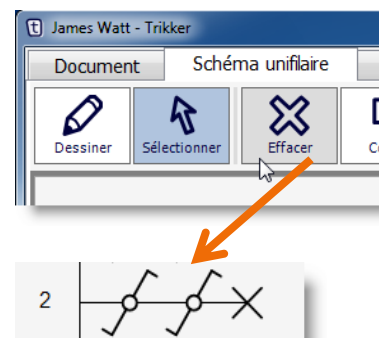 t James Watt - Trikker
Document Schéma unifilaire
Dessiner Sélectionner Effacer
2